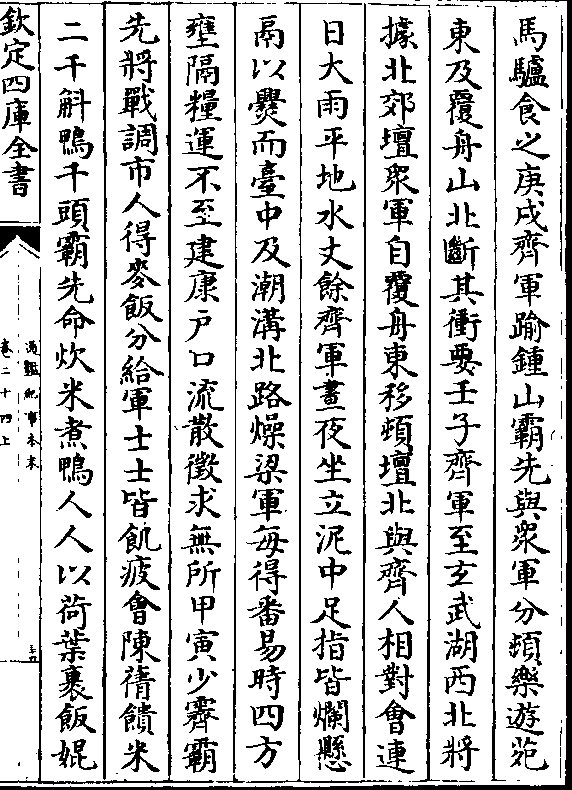 馬驢食之庚戌齊軍踰鍾山霸先與衆軍分頓樂遊苑
東及覆舟山北斷其衝要壬子齊軍至玄武湖西北將
據北郊壇衆軍自覆舟東移頓壇北與齊人相對會連
日大雨平地水丈餘齊軍晝夜坐立泥中足指皆爛懸
鬲以爨而臺中及潮溝北路燥梁軍每得番易時四方
壅隔糧運不至建康戸口流散徵求無所甲寅少霽霸
先將戰調市人得麥飯分給軍士士皆飢疲會陳蒨饋米
二千斛鴨千頭霸先命炊米煮鴨人人以荷葉裹飯婫
欽定四庫全書
通鑑紀事本末
卷二十四上